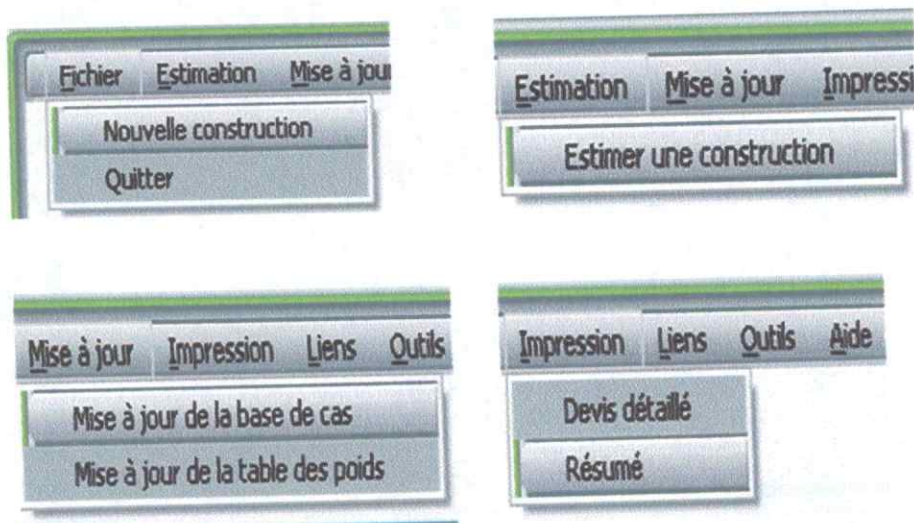 Fichier Estimation Mise à jou
Nouvelle construction
Quitter
Estimation Mise à jour Impressi
Estimer une construction
Mise à jour Impression Liens Outils
Mise à jour de la base de cas
Mise à jour de la table des poids
Impression Liens Outils Aide
Devis détaillé
Résumé